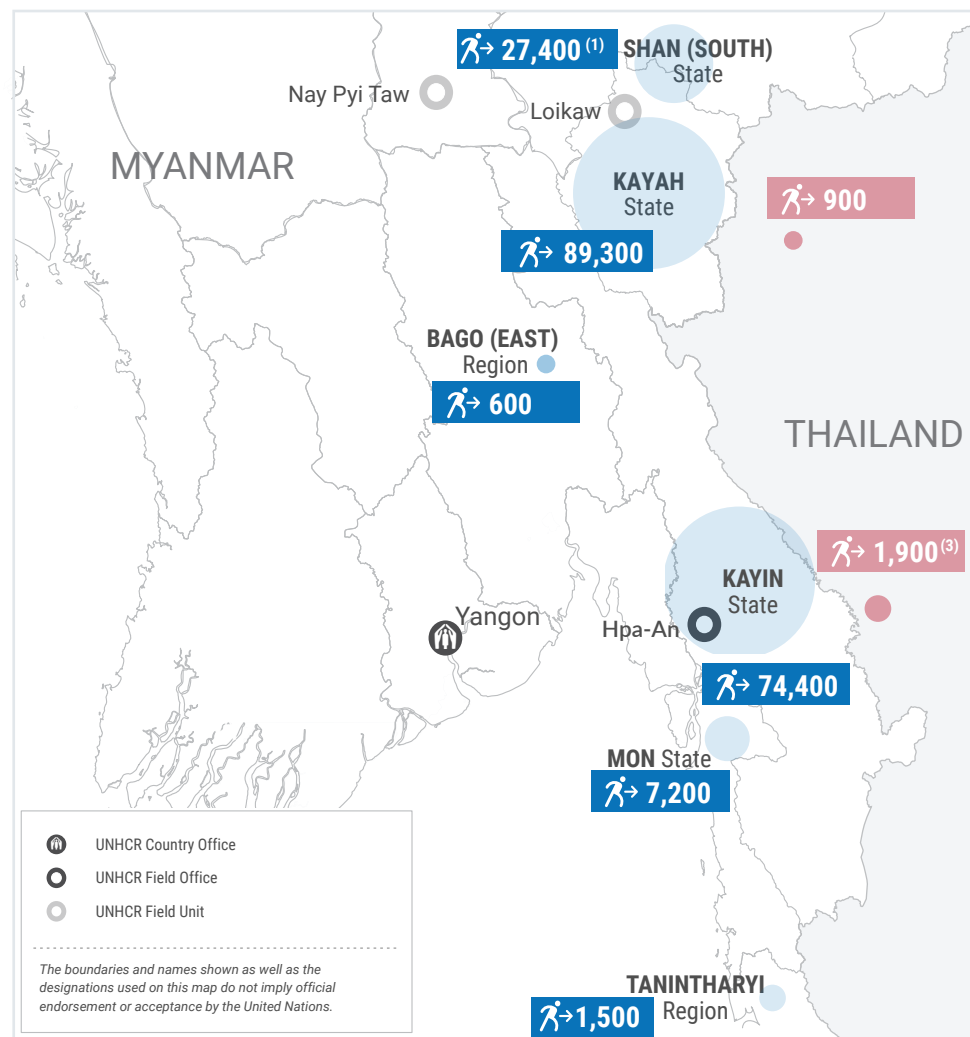 27,400 (1)
SHAN (SOUTH)
State
Nay Pyi Taw
Loikaw
MYANMAR
KAYAH
State
900
89,300
BAGO (EAST)
Region
600
THAILAND
1,900 (3)
KAYIN
State
Yangon
Hpa-An
74,400
MON State
7,200
UNHCR Country Office
UNHCR Field Office
UNHCR Field Unit
The boundaries and names shown as well as the
designations used on this map do not imply official
endorsement or acceptance by the United Nations.
TANINTHARYI
Region
1,500